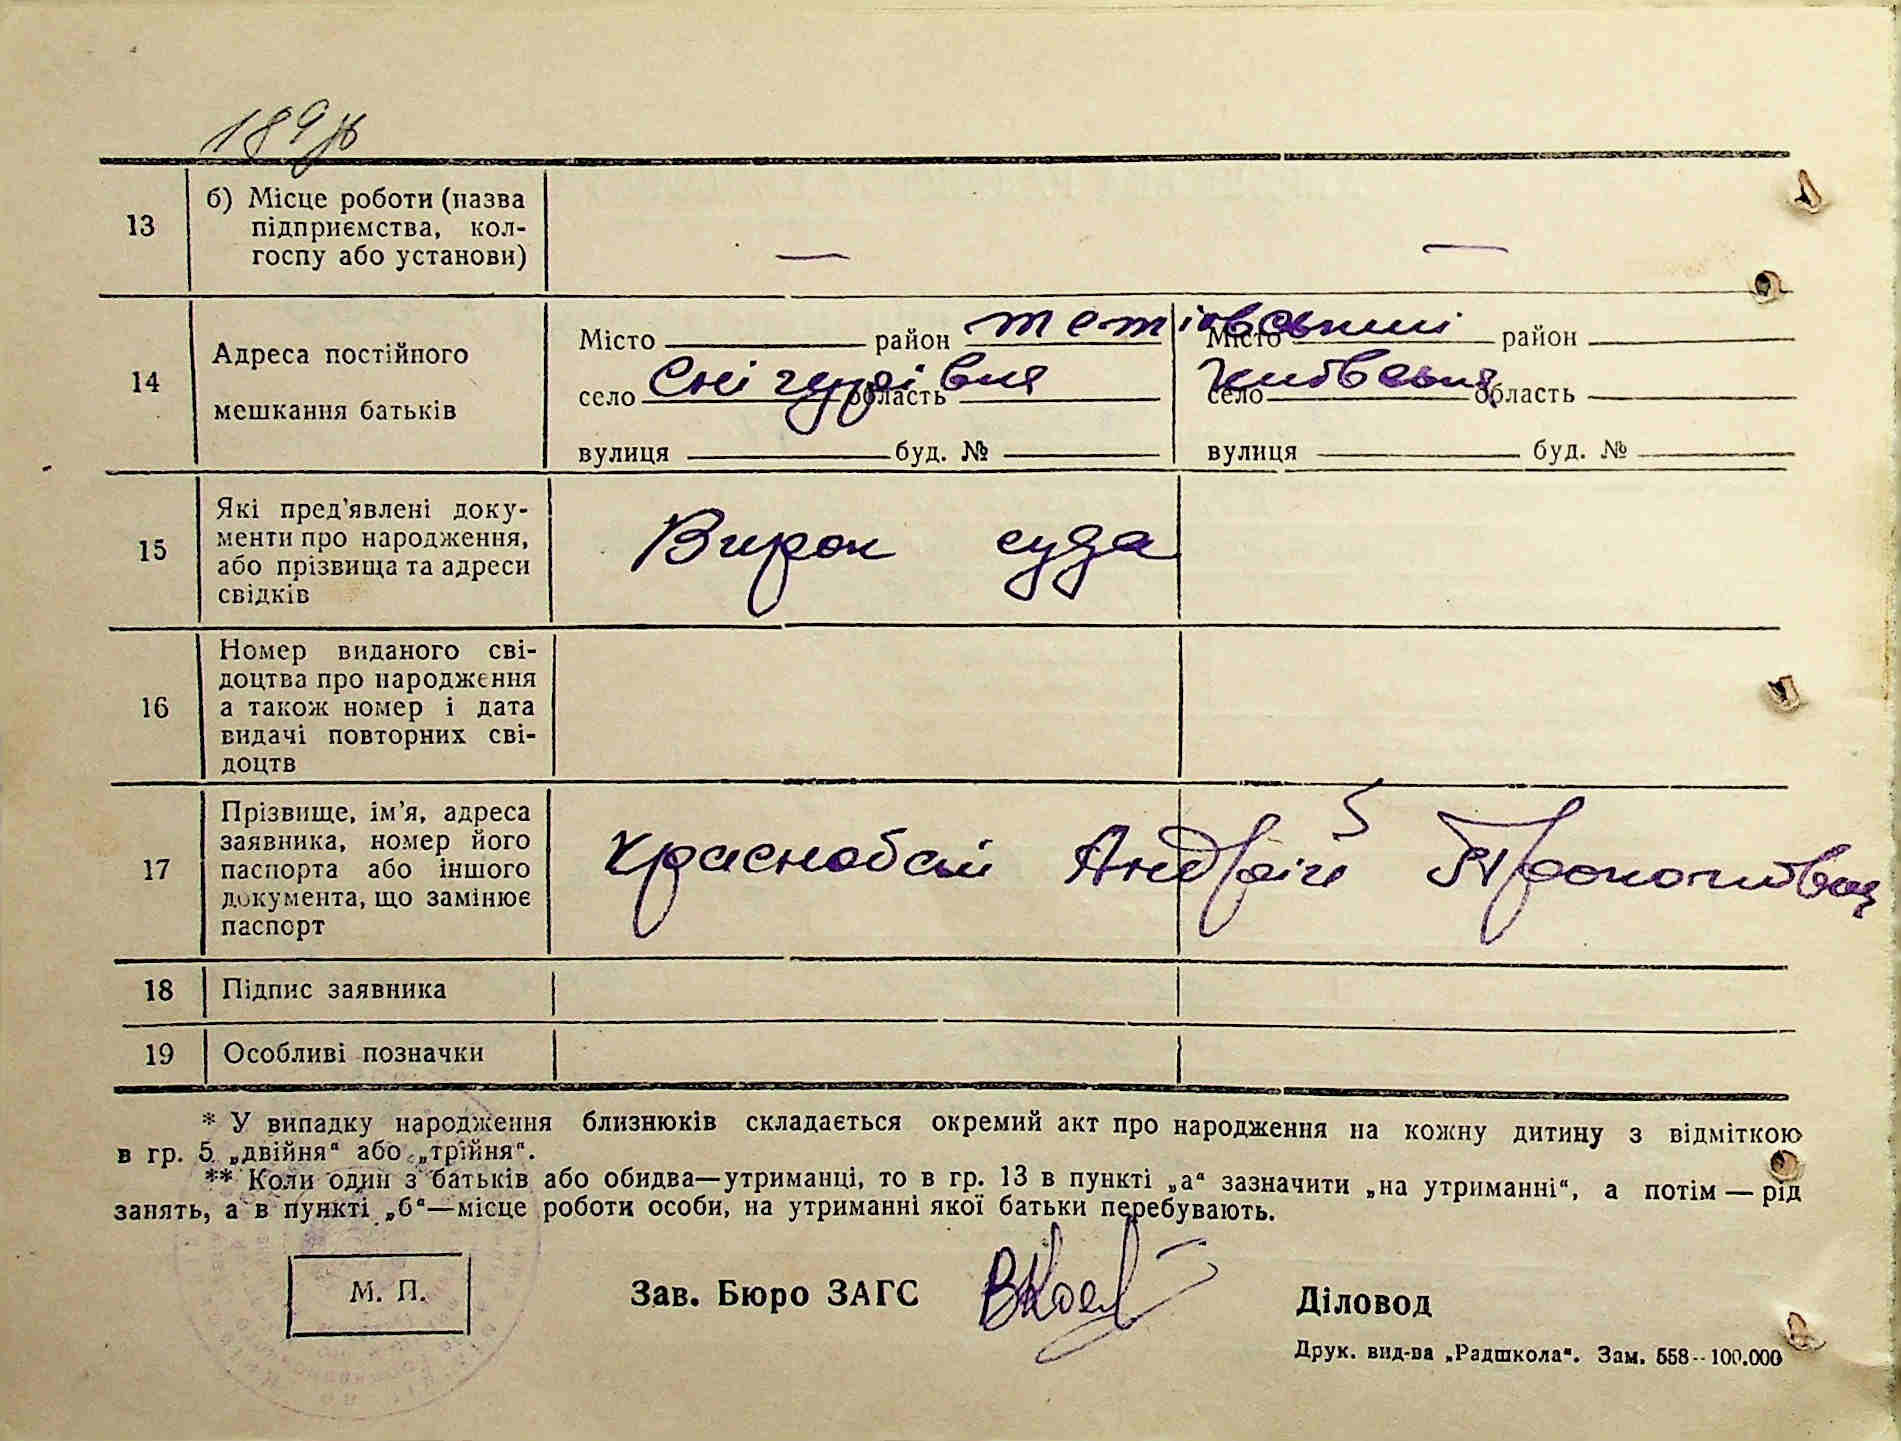 189
13
б) Місце роботи (назва
підприємства, кол-
госпу або установи)
— —
14
Адреса постійного
мешкання батьків
Місто район Тетіївський Місто район
село Снігурівка область Київська село область
вулиця буд. № вулиця буд. №
15
Які пред'явлені доку-
менти про народження,
або прізвища та адреси
свідків
Вирок суда
16
Номер виданого сві-
доцтва про народження
а також номер і дата
видачі повторних сві-
доцтв
17
Прізвище, ім'я, адреса
заявника, номер його
паспорта або іншого
документа, що замінює
паспорт
Краснобай Андрій Прокопович
18 Підпис заявника
19 Особливі позначки
* У випадку народження близнюків складається окремий акт про народження на кожну дитину з відміткою
в гр. 5 „двійня" або „трійня".
** Коли один з батьків або обидва—утриманці, то в гр. 13 в пункті „а" зазначити „на утриманні", а потім — рід
занять, а в пункті „б"—місце роботи особи, на утриманні якої батьки перебувають.
М. П.
Зав. Бюро ЗАГС
Діловод
Друк. вид-ва „Радшкола". Зам. 558--100.000